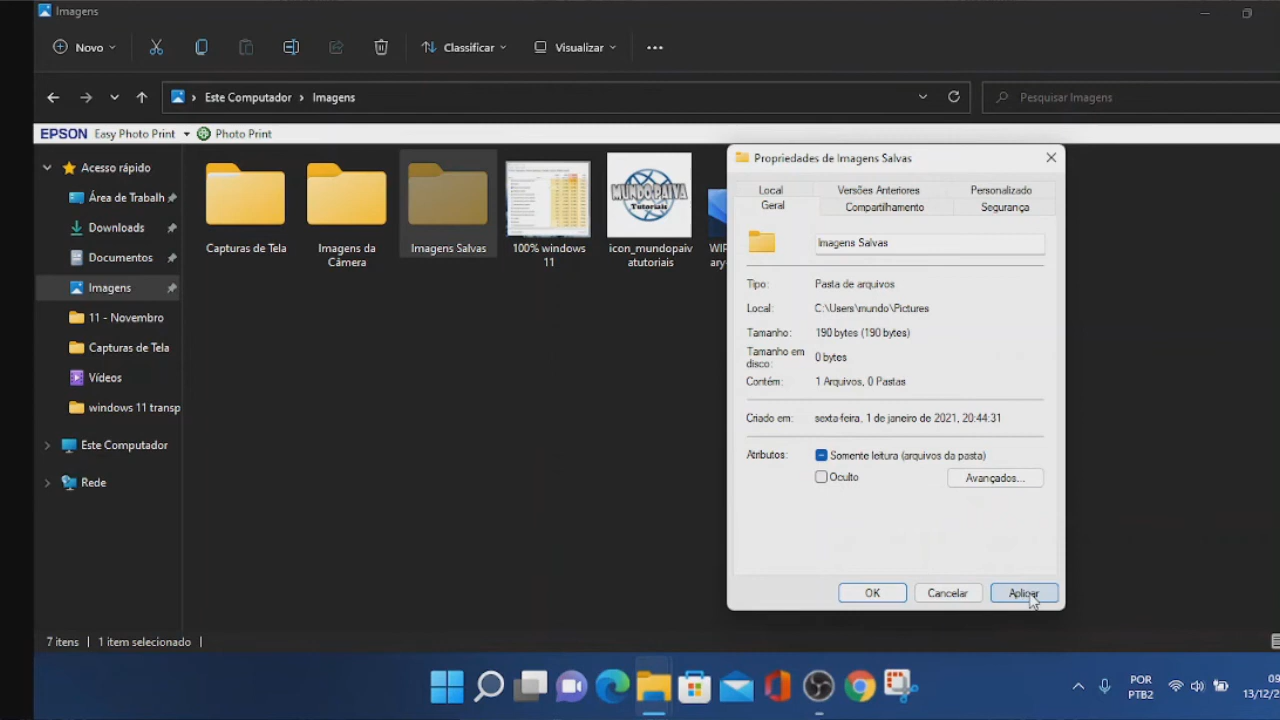 Imagens
Novo
Classificar
Visualizar
Este Computador
Imagens
Pesquisar Imagens
EPSON Easy Photo Print
Photo Print
Acesso rápido
Área de Trabalh
Downloads
Documentos
Imagens
11 - Novembro
Capturas de Tela
Vídeos
windows 11 transp
Este Computador
Rede
Capturas de Tela
Imagens da
Câmera
Imagens Salvas
100% windows
11
MUNDO PAIVA
Tutoriais
icon_mundopaiv
atutoriais
Propriedades de Imagens Salvas
Local
Versões Anteriores
Personalizado
Geral
Compartilhamento
Segurança
Imagens Salvas
Tipo: Pasta de arquivos
Local: C:\Users\mundo\Pictures
Tamanho: 190 bytes (190 bytes)
Tamanho em
disco: 0 bytes
Contém: 1 Arquivos, 0 Pastas
Criado em: sexta-feira, 1 de janeiro de 2021, 20:44:31
Atributos: Somente leitura (arquivos da pasta)
Oculto
Avançados...
OK
Cancelar
Aplicar
7 itens
1 item selecionado
POR
PTB2
09
13/12/2